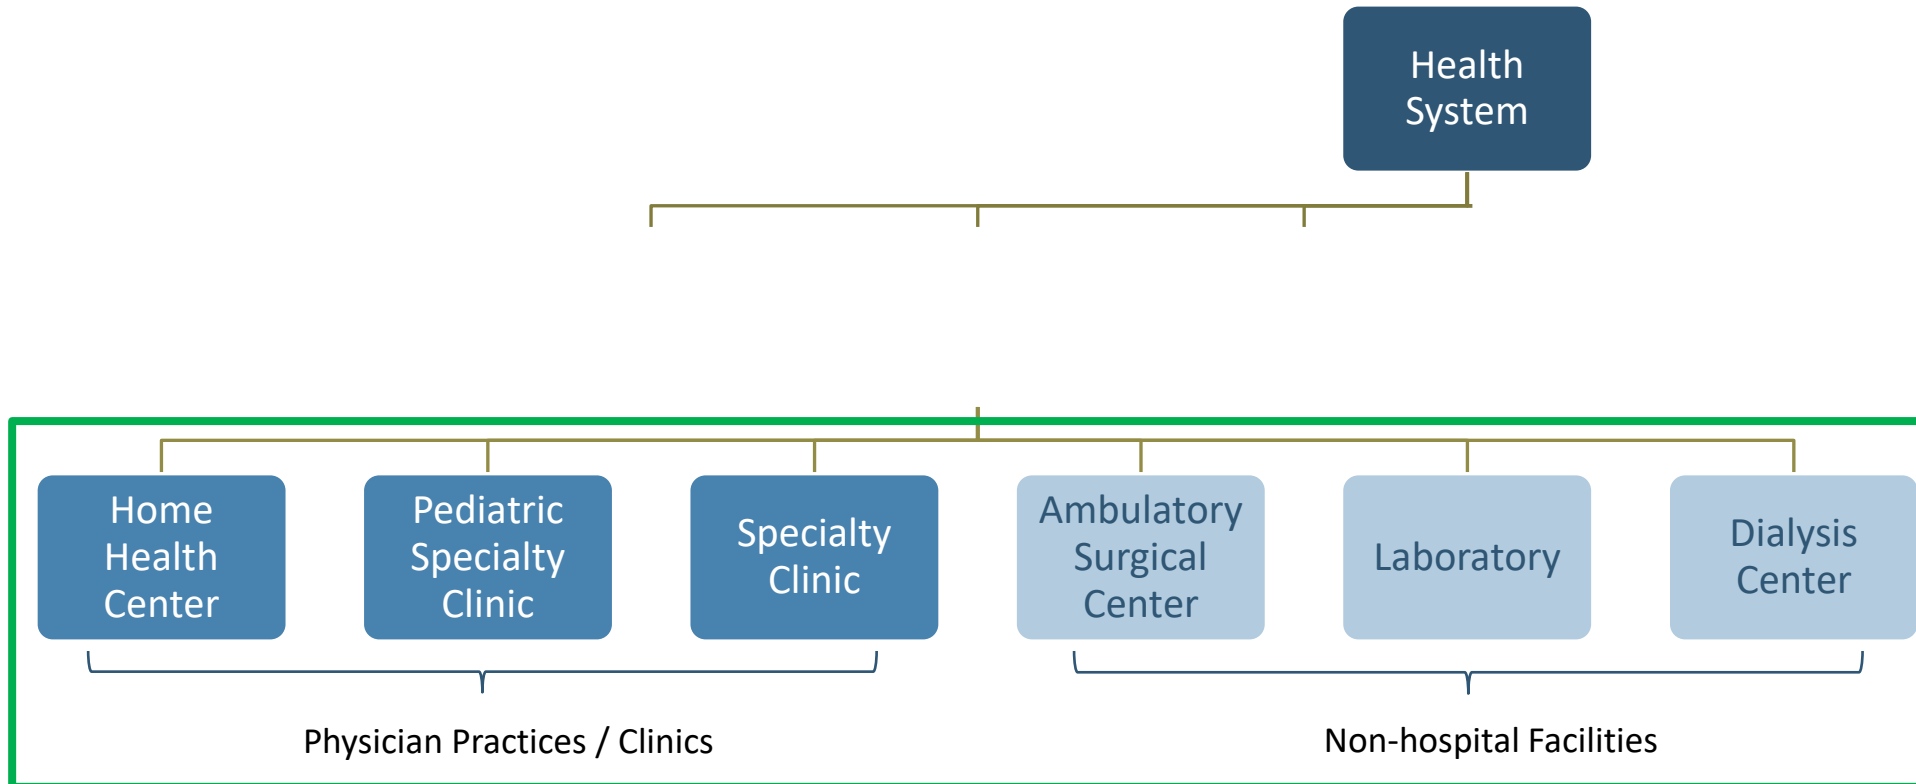 Health
System
Home
Health
Center
Pediatric
Specialty
Clinic
Specialty
Clinic
Ambulatory
Surgical
Center
Laboratory
Dialysis
Center
Physician Practices / Clinics
Non-hospital Facilities